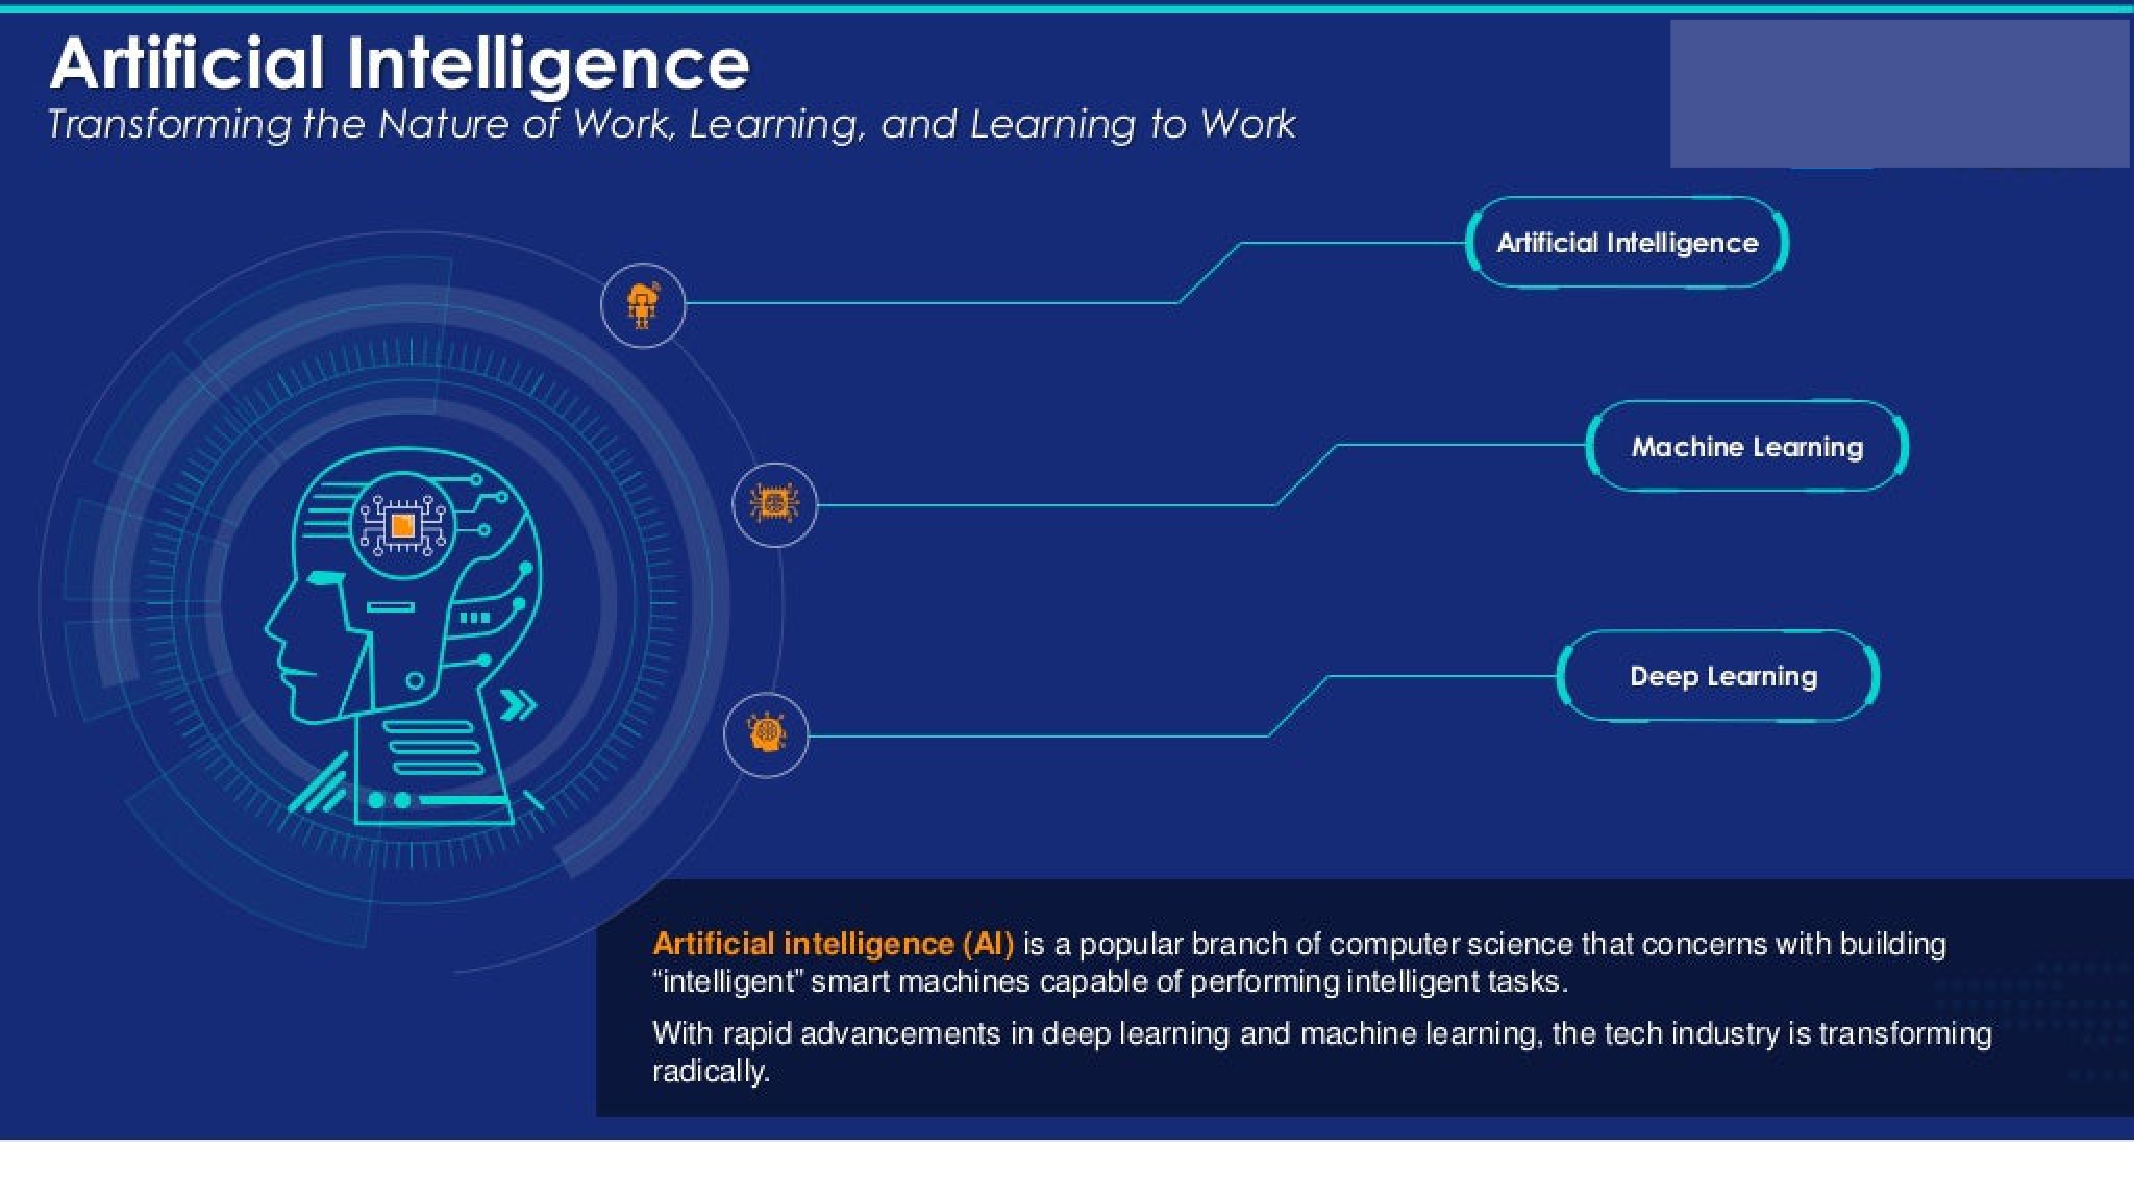 Artificial Intelligence
Transforming the Nature of Work, Learning, and Learning to Work
Artificial Intelligence
Machine Learning
Deep Learning
Artificial intelligence (AI) is a popular branch of computer science that concerns with building
“intelligent” smart machines capable of performing intelligent tasks.
With rapid advancements in deep learning and machine learning, the tech industry is transforming
radically.